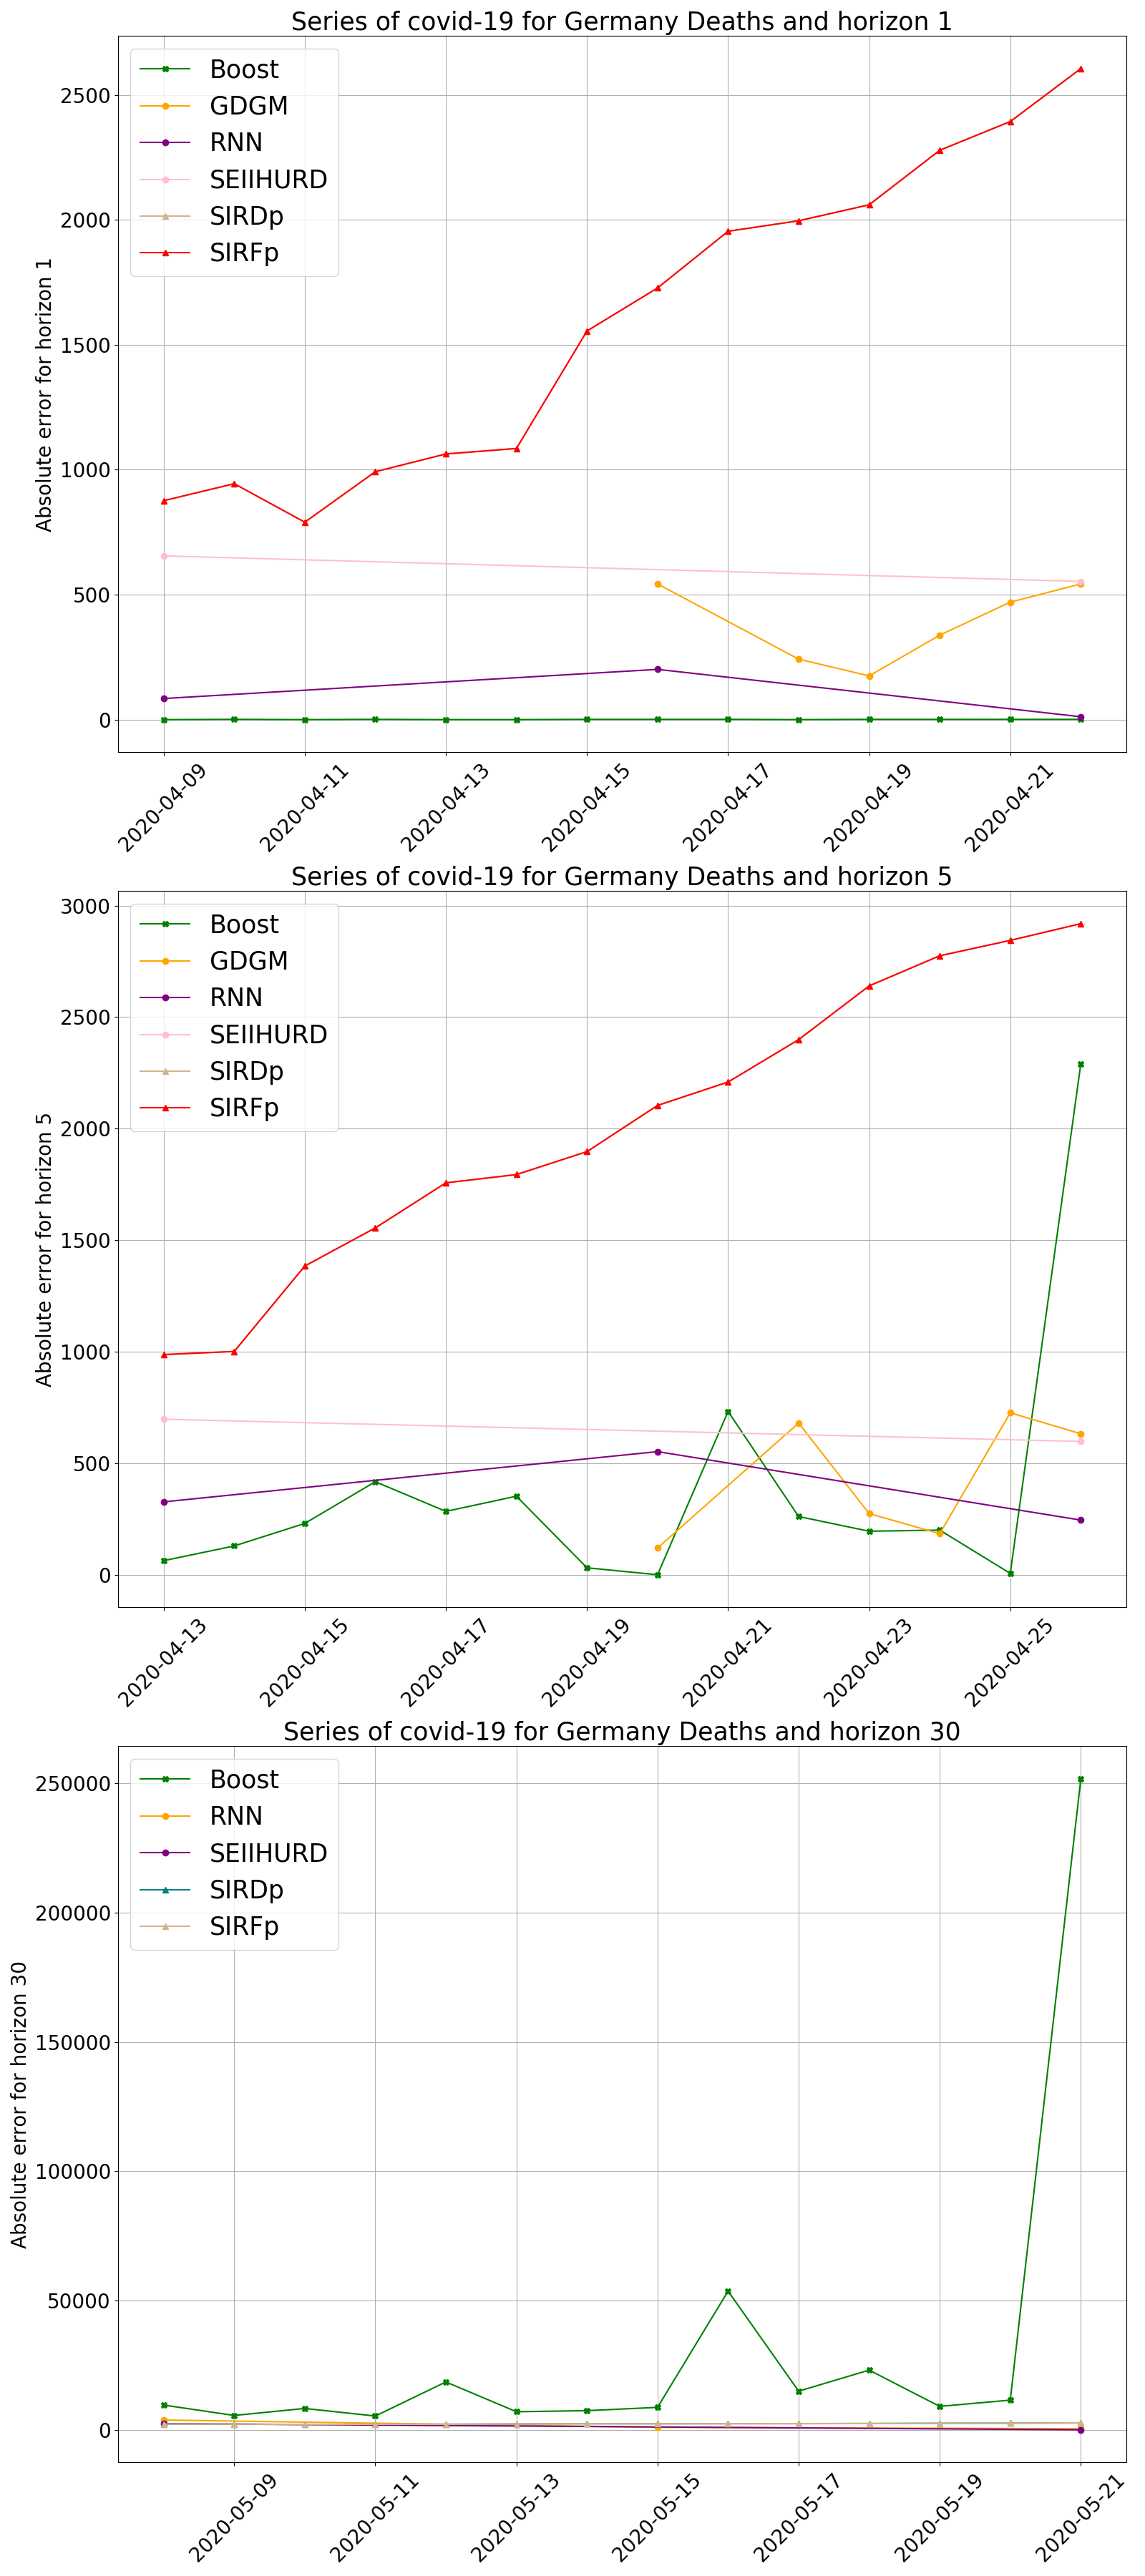 Series of covid-19 for Germany Deaths and horizon 1
Boost
GDGM
RNN
SEIIHURD
SIRDp
SIRFp
Absolute error for horizon 1
2500
2000
1500
1000
500
0
2020-04-09
2020-04-11
2020-04-13
2020-04-15
2020-04-17
2020-04-19
2020-04-21
Series of covid-19 for Germany Deaths and horizon 5
Boost
GDGM
RNN
SEIIHURD
SIRDp
SIRFp
Absolute error for horizon 5
3000
2500
2000
1500
1000
500
0
2020-04-13
2020-04-15
2020-04-17
2020-04-19
2020-04-21
2020-04-23
2020-04-25
Series of covid-19 for Germany Deaths and horizon 30
Boost
RNN
SEIIHURD
SIRDp
SIRFp
Absolute error for horizon 30
250000
200000
150000
100000
50000
0
2020-05-09
2020-05-11
2020-05-13
2020-05-15
2020-05-17
2020-05-19
2020-05-21